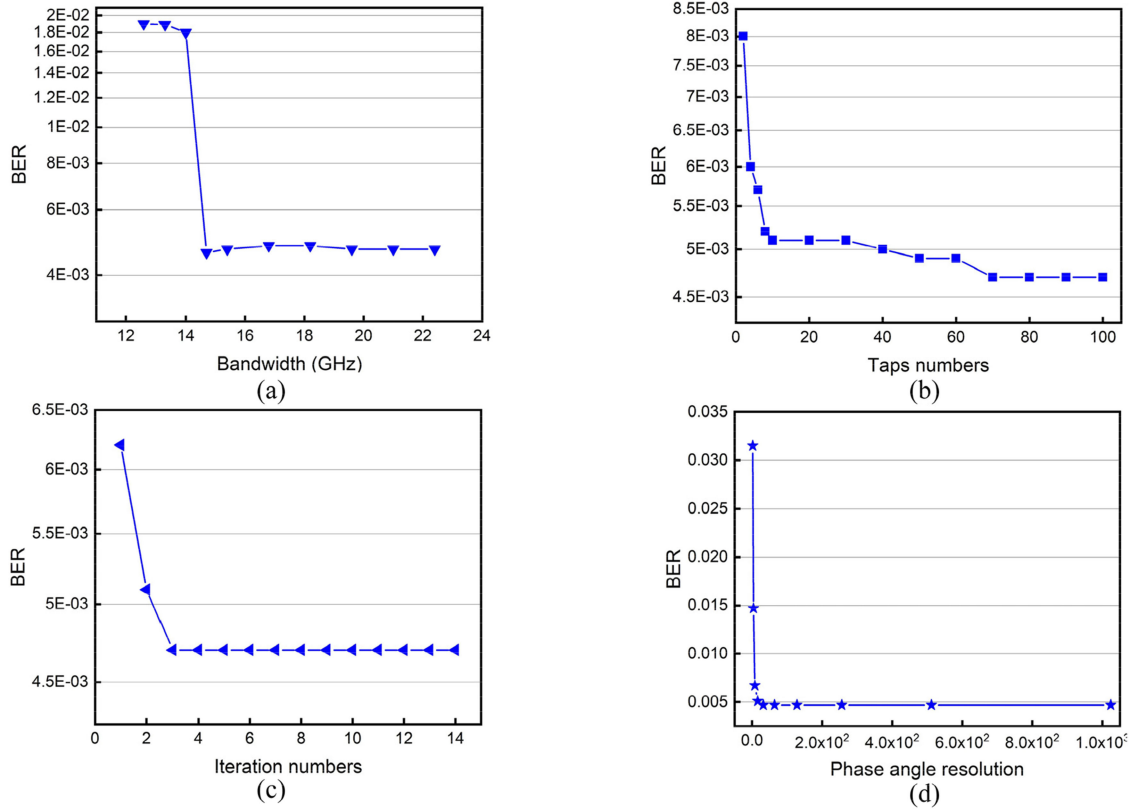 2E-02
1.8E-02
1.6E-02
1.4E-02
1.2E-02
1E-02
8E-03
6E-03
4E-03
BER
12 14 16 18 20 22 24
Bandwidth (GHz)
(a)
8.5E-03
8E-03
7.5E-03
7E-03
6.5E-03
6E-03
5.5E-03
5E-03
4.5E-03
BER
0 20 40 60 80 100
Taps numbers
(b)
6.5E-03
6E-03
5.5E-03
5E-03
4.5E-03
BER
0 2 4 6 8 10 12 14
Iteration numbers
(c)
0.035
0.030
0.025
0.020
0.015
0.010
0.005
BER
0.0 2.0x10² 4.0x10² 6.0x10² 8.0x10² 1.0x10³
Phase angle resolution
(d)